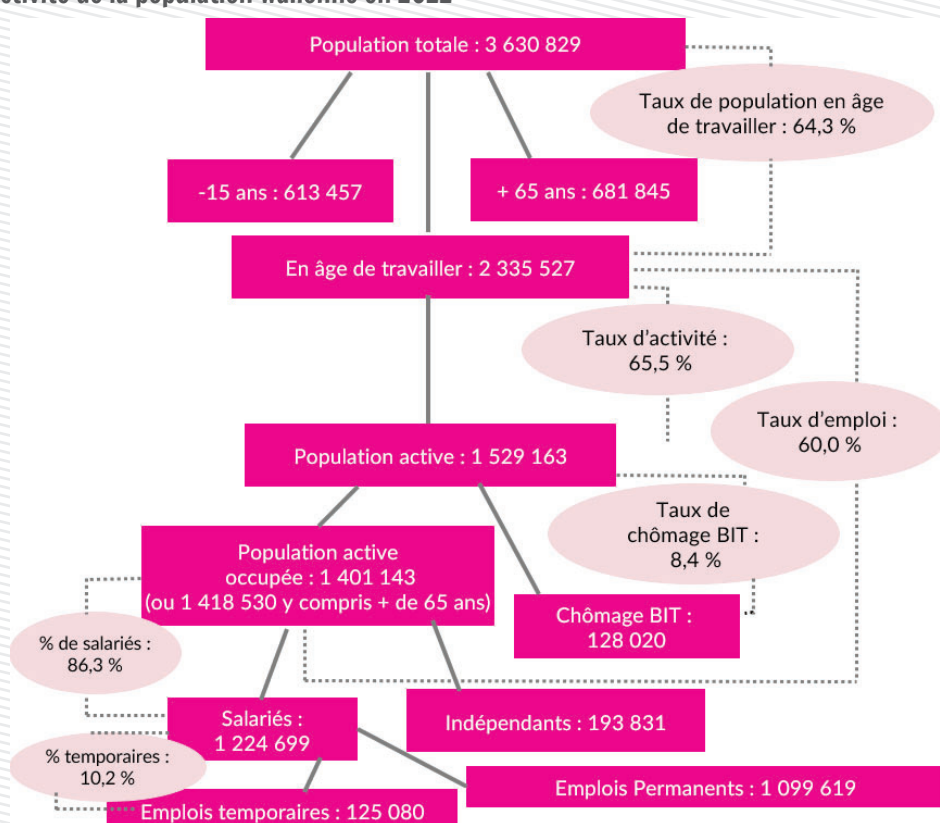 Population totale : 3 630 829
Taux de population en âge
de travailler : 64,3 %
-15 ans : 613 457
+ 65 ans : 681 845
En âge de travailler : 2 335 527
Taux d’activité :
65,5 %
Taux d’emploi :
60,0 %
Population active : 1 529 163
Taux de
chômage BIT :
8,4 %
Population active
occupée : 1 401 143
(ou 1 418 530 y compris + de 65 ans)
Chômage BIT :
128 020
% de salariés :
86,3 %
Salariés :
1 224 699
Indépendants : 193 831
% temporaires :
10,2 %
Emplois Permanents : 1 099 619
Emplois temporaires : 125 080